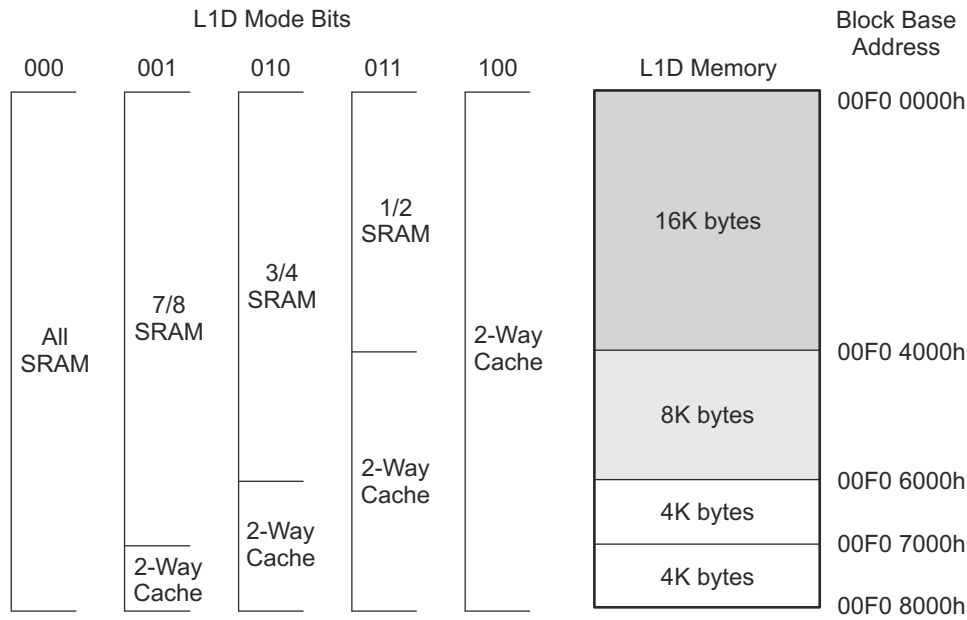 L1D Mode Bits
Block Base
Address
000 001 010 011 100 L1D Memory
00F0 0000h
1/2
SRAM
16K bytes
3/4
SRAM
7/8
SRAM
All
SRAM
2-Way
Cache
00F0 4000h
8K bytes
2-Way
Cache
00F0 6000h
4K bytes
2-Way
Cache
00F0 7000h
2-Way
Cache
4K bytes
00F0 8000h